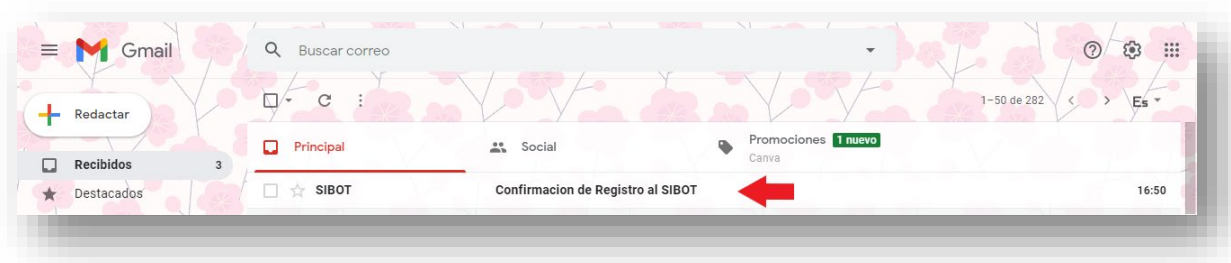 Gmail
Buscar correo
Redactar
1–50 de 282
Es
Principal
Social
Promociones 1 nuevo
Canva
Recibidos 3
SIBOT Confirmacion de Registro al SIBOT 16:50
Destacados